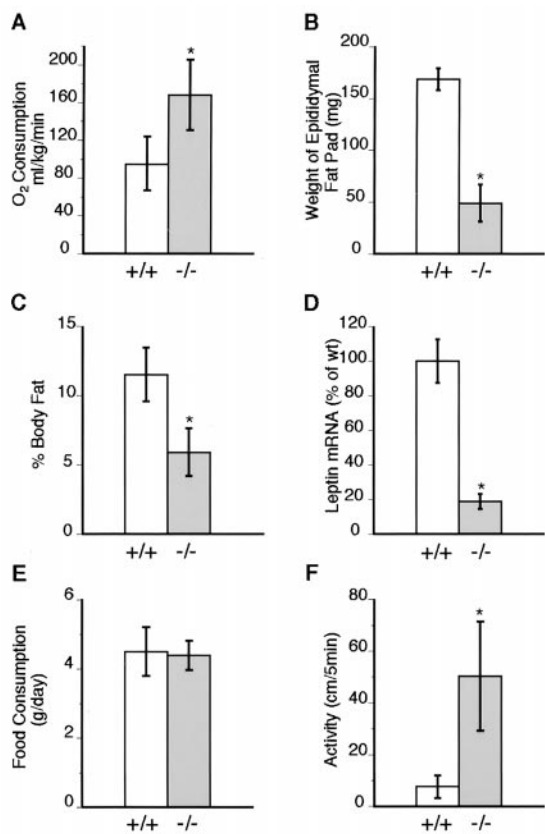 A
O₂ Consumption
ml/kg/min
200
160
120
80
40
0
*
+/+ -/-
B
Weight of Epididymal
Fat Pad (mg)
200
150
100
50
0
*
+/+ -/-
C
% Body Fat
15
10
5
0
*
+/+ -/-
D
Leptin mRNA (% of wt)
120
100
80
60
40
20
0
*
+/+ -/-
E
Food Consumption
(g/day)
6
4
2
0
+/+ -/-
F
Activity (cm/5min)
80
60
40
20
0
*
+/+ -/-